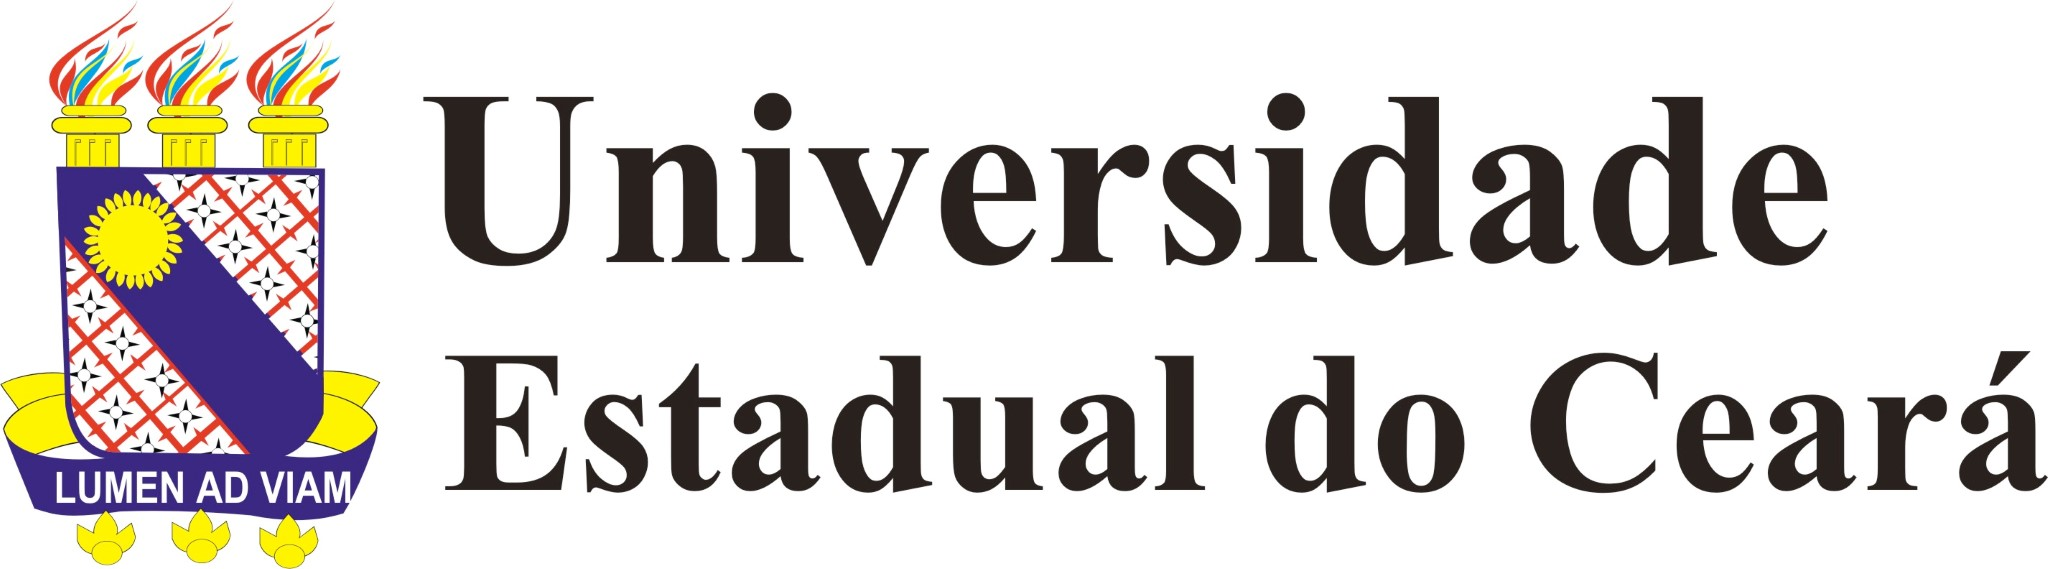 Universidade
Estadual do Ceará
LUMEN AD VIAM